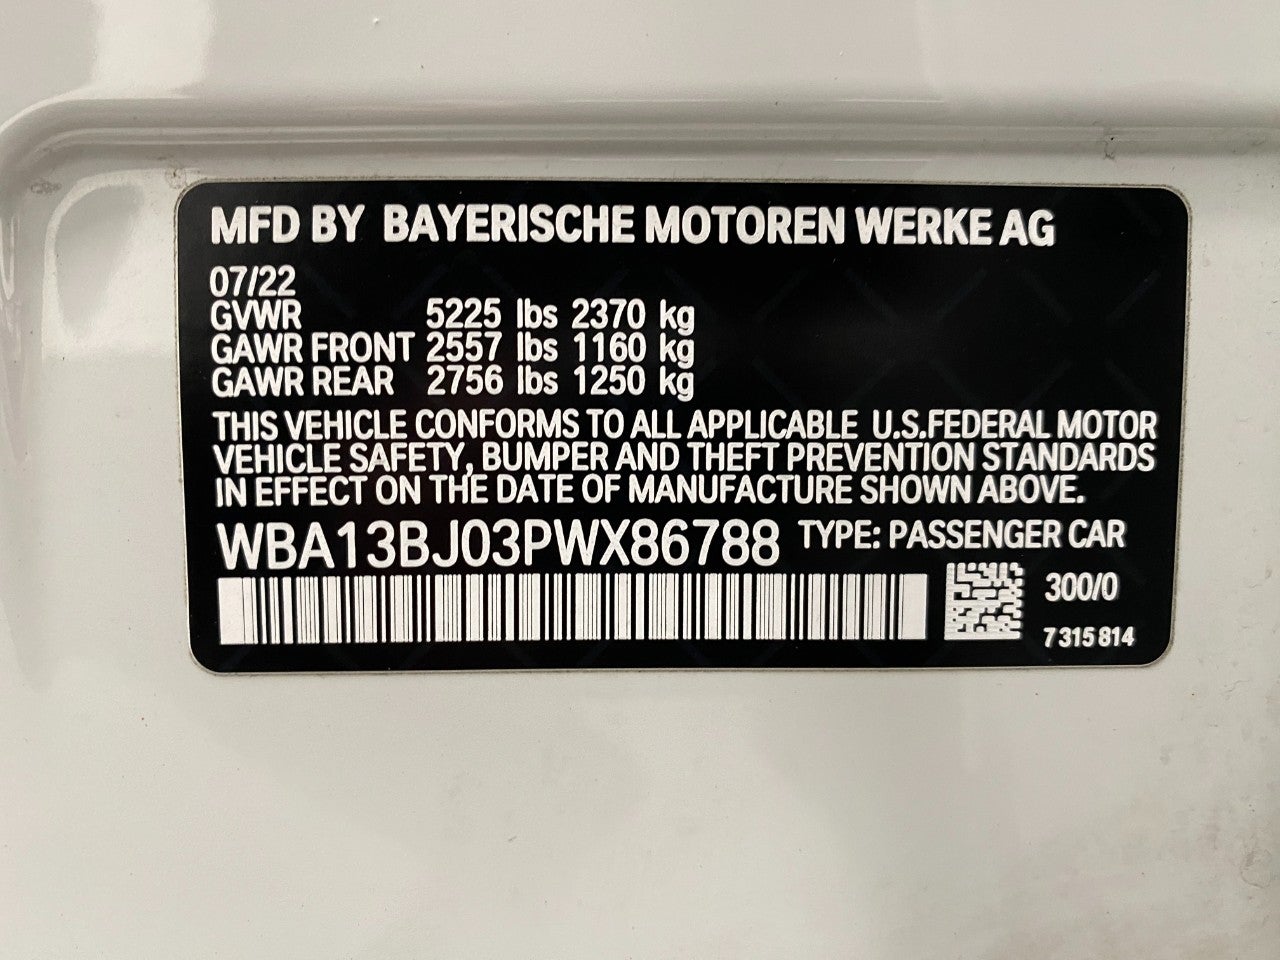 MFD BY BAYERISCHE MOTOREN WERKE AG
07/22
GVWR 5225 lbs 2370 kg
GAWR FRONT 2557 lbs 1160 kg
GAWR REAR 2756 lbs 1250 kg
THIS VEHICLE CONFORMS TO ALL APPLICABLE U.S.FEDERAL MOTOR
VEHICLE SAFETY, BUMPER AND THEFT PREVENTION STANDARDS
IN EFFECT ON THE DATE OF MANUFACTURE SHOWN ABOVE.
WBA13BJ03PWX86788 TYPE: PASSENGER CAR
300/0
7 315 814